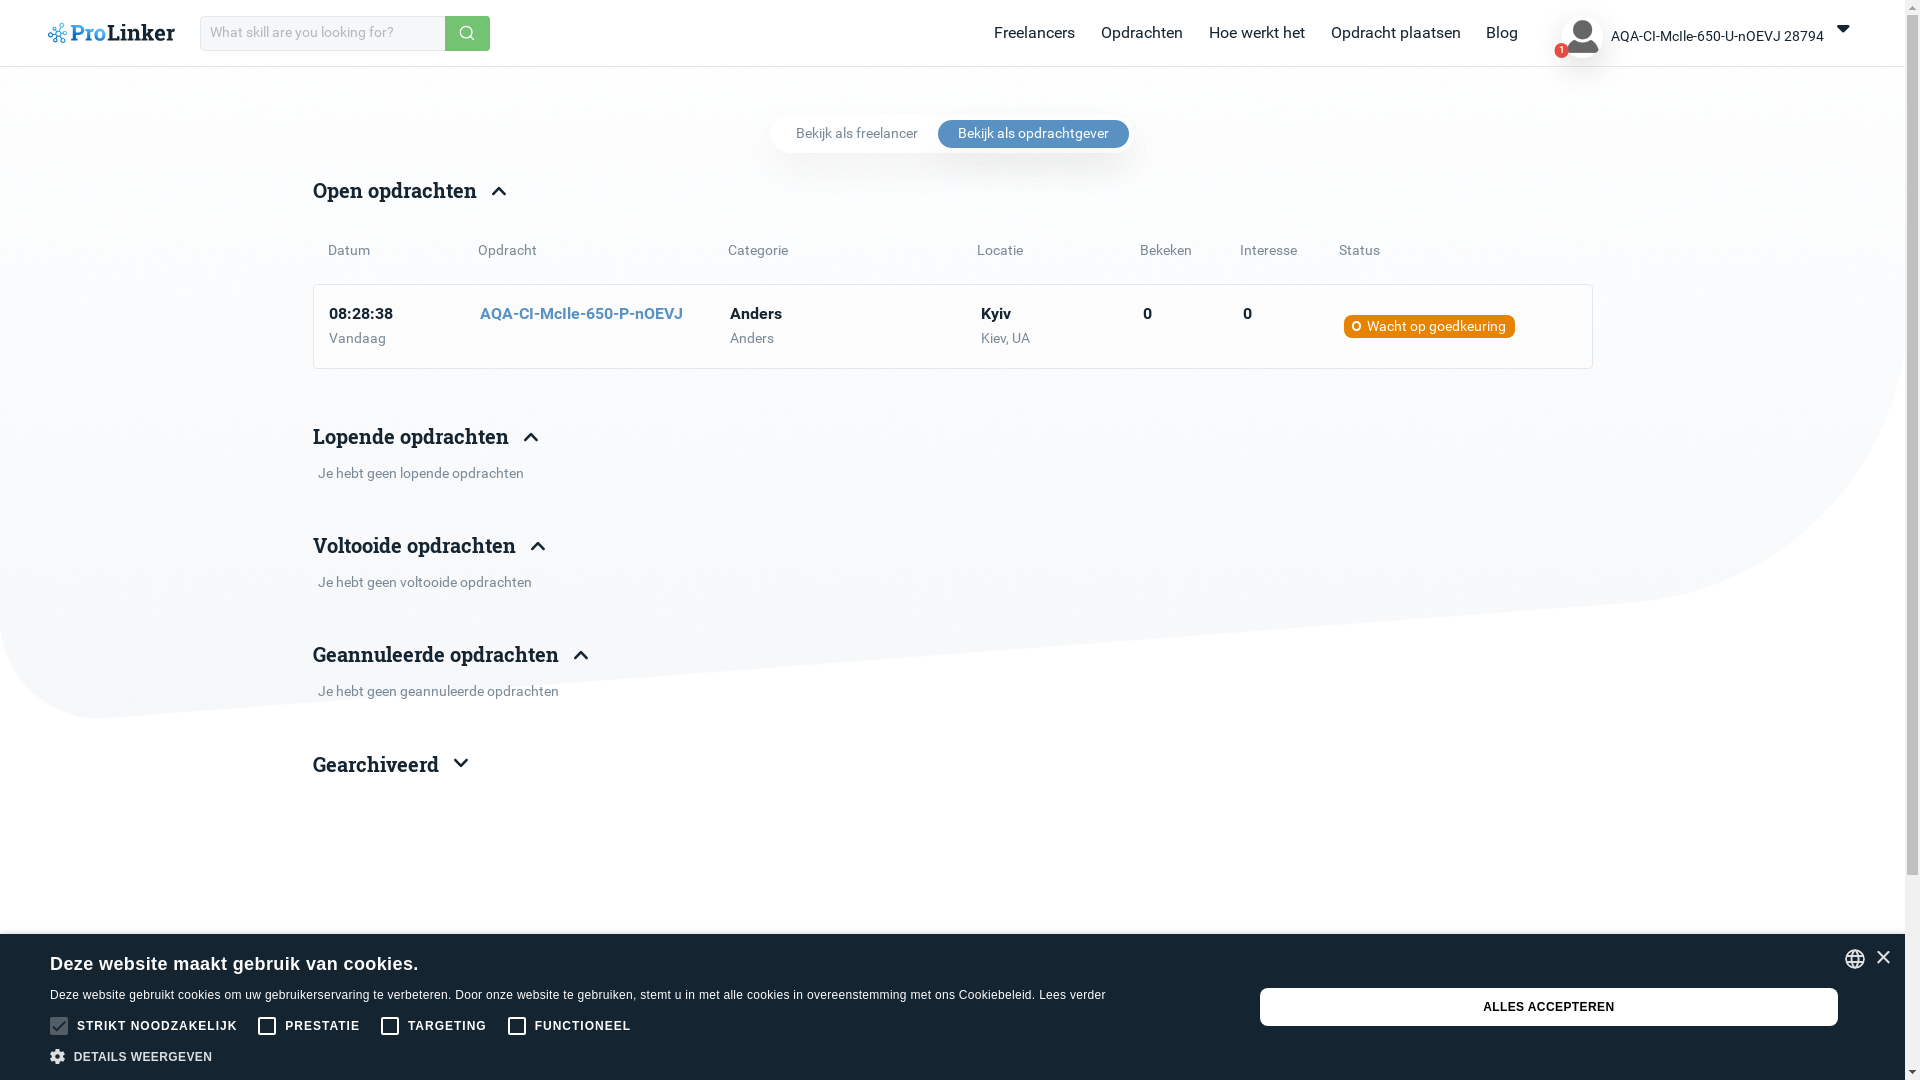 ProLinker
What skill are you looking for?
Freelancers
Opdrachten
Hoe werkt het
Opdracht plaatsen
Blog
1
AQA-CI-McIle-650-U-nOEVJ 28794
Bekijk als freelancer
Bekijk als opdrachtgever
Open opdrachten
Datum Opdracht Categorie Locatie Bekeken Interesse Status
08:28:38 AQA-CI-McIle-650-P-nOEVJ Anders Kyiv 0 0
Wacht op goedkeuring
Vandaag Anders Kiev, UA
Lopende opdrachten
Je hebt geen lopende opdrachten
Voltooide opdrachten
Je hebt geen voltooide opdrachten
Geannuleerde opdrachten
Je hebt geen geannuleerde opdrachten
Gearchiveerd
Deze website maakt gebruik van cookies.
Deze website gebruikt cookies om uw gebruikerservaring te verbeteren. Door onze website te gebruiken, stemt u in met alle cookies in overeenstemming met ons Cookiebeleid. Lees verder
STRIKT NOODZAKELIJK PRESTATIE TARGETING FUNCTIONEEL
DETAILS WEERGEVEN
ALLES ACCEPTEREN
×